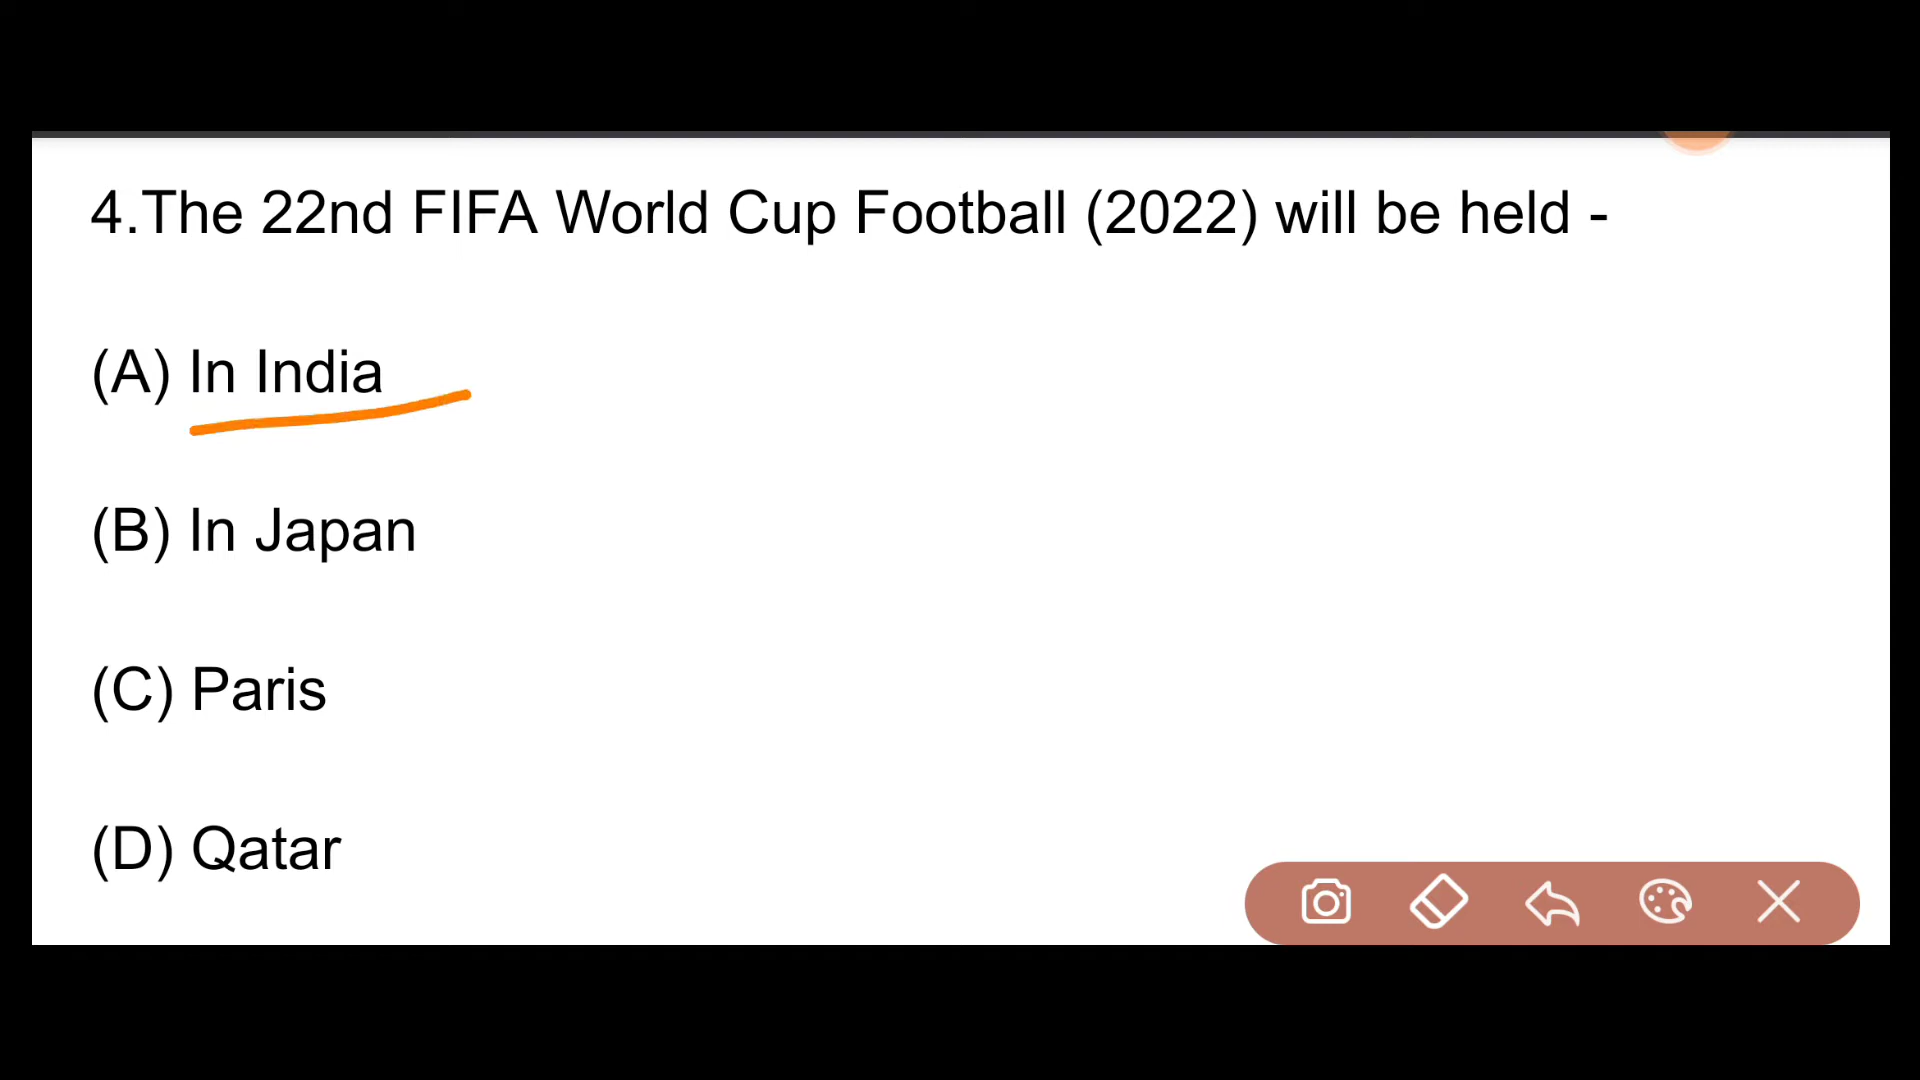 4.The 22nd FIFA World Cup Football (2022) will be held -
(A) In India
(B) In Japan
(C) Paris
(D) Qatar